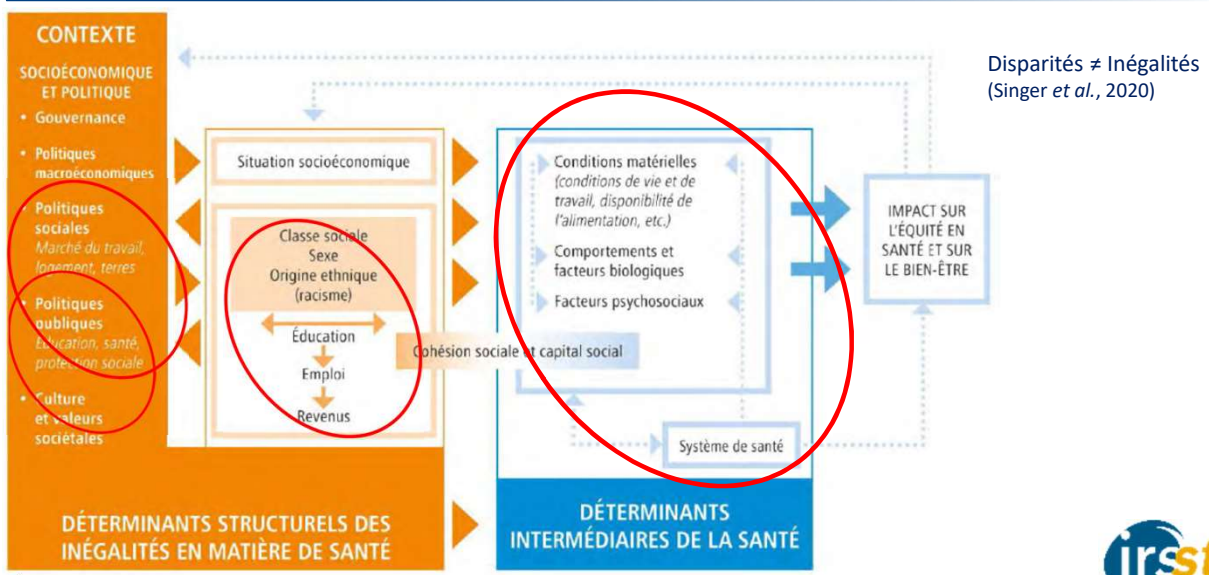 CONTEXTE
SOCIOÉCONOMIQUE
ET POLITIQUE
• Gouvernance
• Politiques
macroéconomiques
• Politiques
sociales
Marché du travail,
logement, terres
• Politiques
publiques
Éducation, santé,
protection sociale
• Culture
et valeurs
sociétales
Situation socioéconomique
Classe sociale
Sexe
Origine ethnique
(racisme)
Éducation
Emploi
Revenus
Cohésion sociale et capital social
Conditions matérielles
(conditions de vie et de
travail, disponibilité de
l'alimentation, etc.)
Comportements et
facteurs biologiques
Facteurs psychosociaux
Système de santé
IMPACT SUR
L'ÉQUITÉ EN
SANTÉ ET SUR
LE BIEN-ÊTRE
Disparités ≠ Inégalités
(Singer et al., 2020)
DÉTERMINANTS STRUCTURELS DES
INÉGALITÉS EN MATIÈRE DE SANTÉ
DÉTERMINANTS
INTERMÉDIAIRES DE LA SANTÉ
irsst